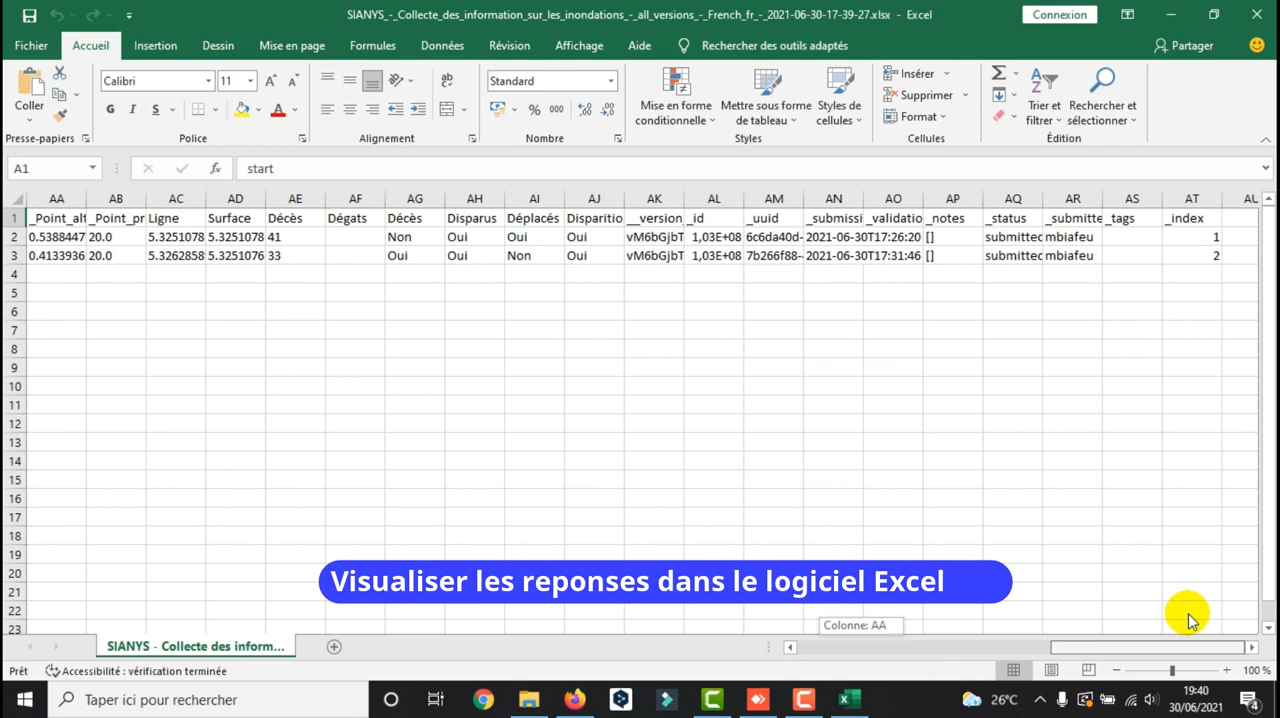 SIANYS_-_Collecte_des_information_sur_les_inondations_-_all_versions_-_French_fr_-_2021-06-30-17-39-27.xlsx - Excel
Connexion
Fichier Accueil Insertion Dessin Mise en page Formules Données Révision Affichage Aide Rechercher des outils adaptés Partager
Coller
Presse-papiers
Calibri 11
G I S
Police
Alignement
Standard
% 000
Nombre
Mise en forme conditionnelle
Mettre sous forme de tableau
Styles de cellules
Styles
Insérer
Supprimer
Format
Cellules
Trier et filtrer
Rechercher et sélectionner
Édition
A1 fx start
AA AB AC AD AE AF AG AH AI AJ AK AL AM AN AO AP AQ AR AS AT AU
1 _Point_alt _Point_pr Ligne Surface Décès Dégats Décès Disparus Déplacés Disparitio __version_ _id _uuid _submissi _validatio _notes _status _submitte _tags _index
2 0.5388447 20.0 5.3251078 5.3251078 41 Non Oui Oui Oui vM6bGjbT 1,03E+08 6c6da40d- 2021-06-30T17:26:20 [] submitted mbiafeu 1
3 0.4133936 20.0 5.3262858 5.3251076 33 Oui Oui Non Oui vM6bGjbT 1,03E+08 7b266f88- 2021-06-30T17:31:46 [] submitted mbiafeu 2
4
5
6
7
8
9
10
11
12
13
14
15
16
17
18
19
20
21
22
23
Visualiser les reponses dans le logiciel Excel
Colonne: AA
SIANYS - Collecte des inform...
Prêt Accessibilité : vérification terminée 100 %
Taper ici pour rechercher
26°C
19:40
30/06/2021
4